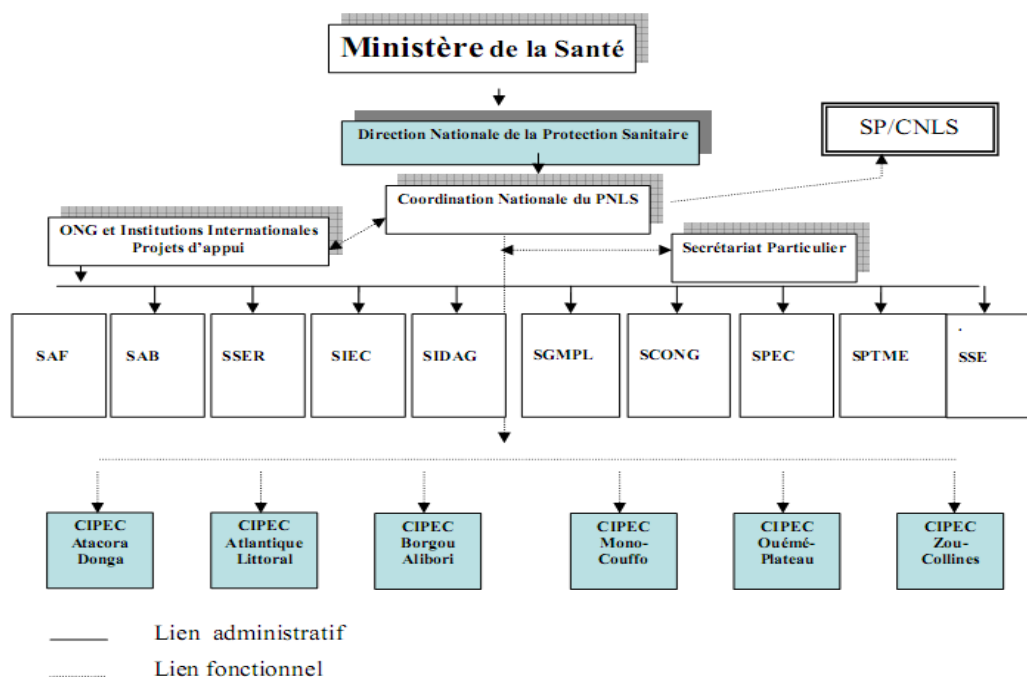 Ministère de la Santé
Direction Nationale de la Protection Sanitaire
SP/CNLS
Coordination Nationale du PNLS
ONG et Institutions Internationales
Projets d'appui
Secrétariat Particulier
SAF
SAB
SSER
SIEC
SIDAG
SGMPL
SCONG
SPEC
SPTME
SSE
CIPEC
Atacora
Donga
CIPEC
Atlantique
Littoral
CIPEC
Borgou
Alibori
CIPEC
Mono-
Couffo
CIPEC
Ouémé-
Plateau
CIPEC
Zou-
Collines
Lien administratif
Lien fonctionnel